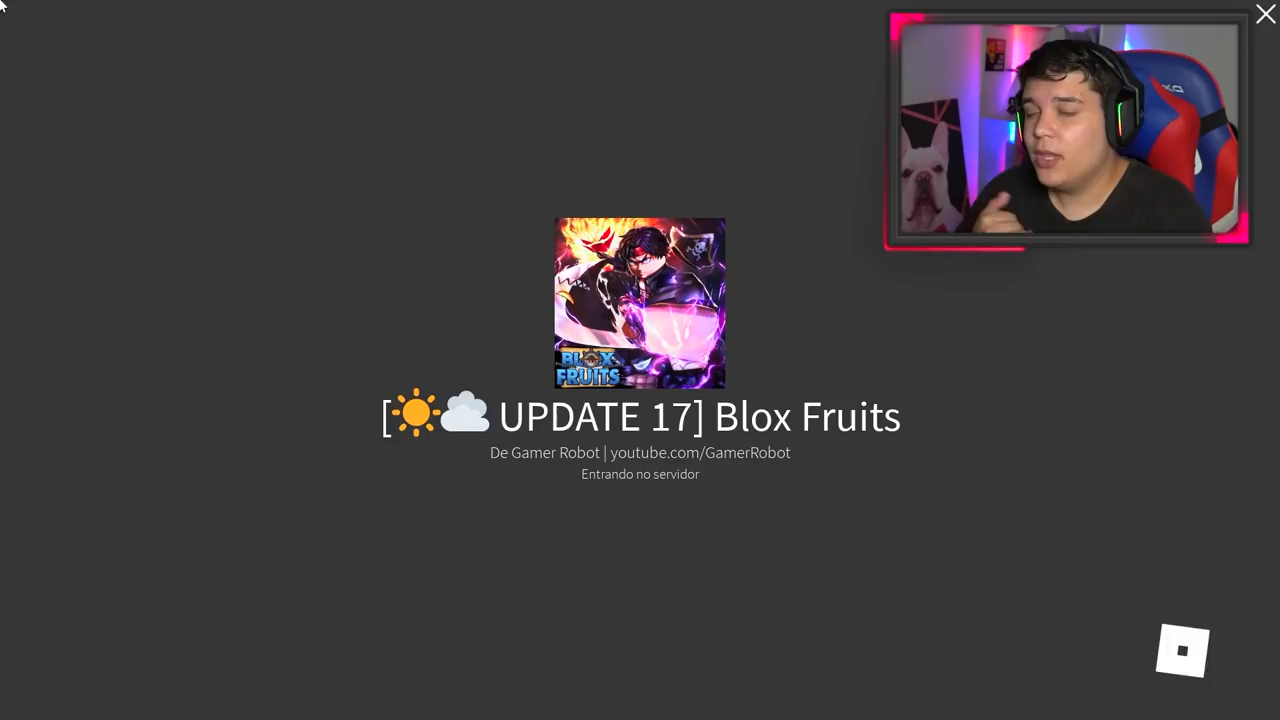 BLOX
FRUITS
[☀️☁️ UPDATE 17] Blox Fruits
De Gamer Robot | youtube.com/GamerRobot
Entrando no servidor